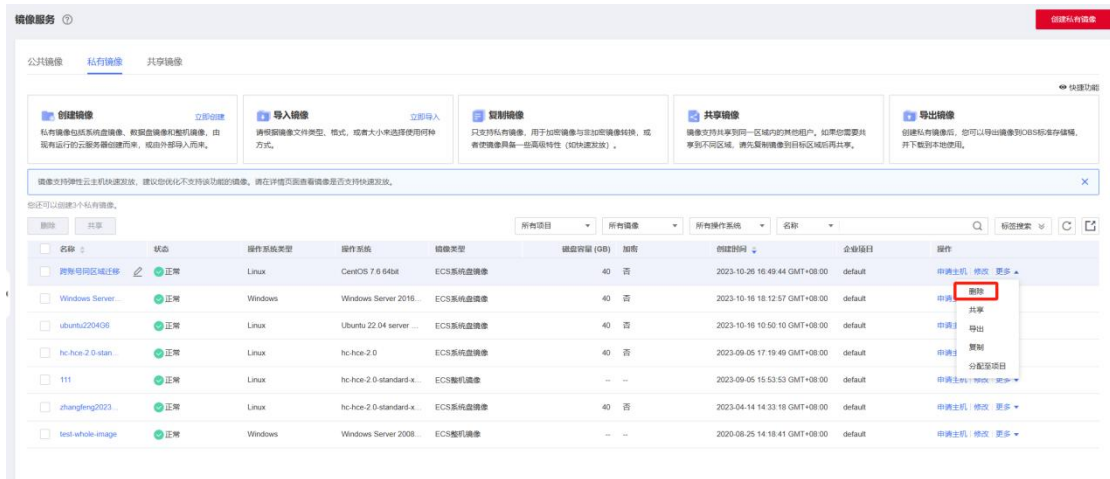 镜像服务
创建私有镜像
公共镜像 私有镜像 共享镜像
快捷功能
创建镜像 立即创建
私有镜像包括系统盘镜像、数据盘镜像和整机镜像，由
现有运行的云服务器创建而来，或由外部导入而来。
导入镜像 立即导入
请根据镜像文件类型、格式、或者大小来选择使用何种
方式。
复制镜像
只支持私有镜像，用于加密镜像与非加密镜像转换，或
者使镜像具备一些高级特性（如快速发放）。
共享镜像
镜像支持共享到同一区域内的其他租户。如果您需要共
享到不同区域，请先复制镜像到目标区域后再共享。
导出镜像
创建私有镜像后，您可以导出镜像到OBS标准存储桶，
并下载到本地使用。
镜像支持弹性云主机快速发放，建议您优化不支持该功能的镜像。请在详情页面查看镜像是否支持快速发放。
您还可以创建3个私有镜像。
删除 共享 所有项目 所有镜像 所有操作系统 名称 标签搜索
名称 状态 操作系统类型 操作系统 镜像类型 磁盘容量 (GB) 加密 创建时间 企业项目 操作
跨账号同区域迁移 正常 Linux CentOS 7.6 64bit ECS系统盘镜像 40 否 2023-10-26 16:49:44 GMT+08:00 default 申请主机 修改 更多
Windows Server... 正常 Windows Windows Server 2016... ECS系统盘镜像 40 否 2023-10-16 18:12:57 GMT+08:00 default 申请
删除
共享
ubuntu2204G6 正常 Linux Ubuntu 22.04 server ... ECS系统盘镜像 40 否 2023-10-16 10:50:10 GMT+08:00 default 申请
导出
hc-hce-2.0-stan... 正常 Linux hc-hce-2.0 ECS系统盘镜像 40 否 2023-09-05 17:19:49 GMT+08:00 default 申请
复制
分配至项目
111 正常 Linux hc-hce-2.0-standard-x... ECS整机镜像 -- -- 2023-09-05 15:53:53 GMT+08:00 default 申请主机 修改 更多
zhangfeng2023... 正常 Linux hc-hce-2.0-standard-x... ECS系统盘镜像 40 否 2023-04-14 14:33:18 GMT+08:00 default 申请主机 修改 更多
test-whole-image 正常 Windows Windows Server 2008... ECS整机镜像 -- -- 2020-08-25 14:18:41 GMT+08:00 default 申请主机 修改 更多